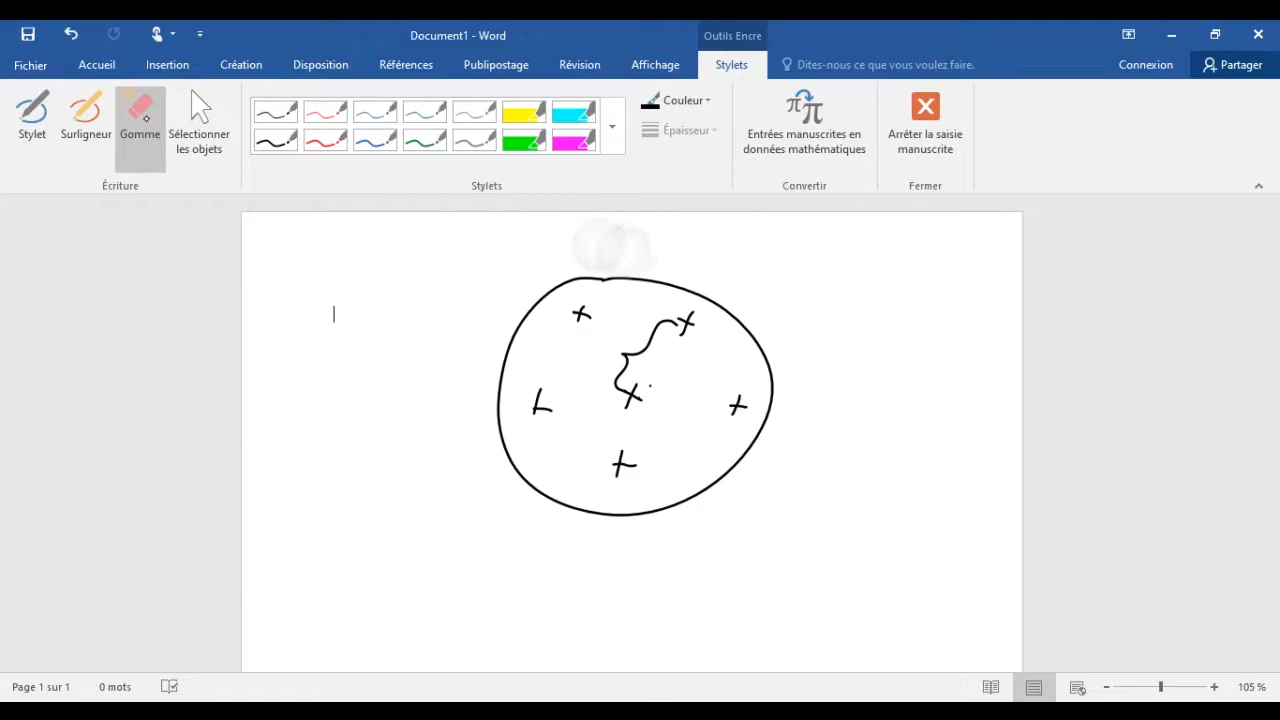 Document1 - Word
Outils Encre
Fichier Accueil Insertion Création Disposition Références Publipostage Révision Affichage Stylets Dites-nous ce que vous voulez faire. Connexion Partager
Stylet Surligneur Gomme Sélectionner les objets
Couleur
Épaisseur
Entrées manuscrites en données mathématiques
Arrêter la saisie manuscrite
Écriture Stylets Convertir Fermer
+ +
+ + +
+
Page 1 sur 1 0 mots 105 %